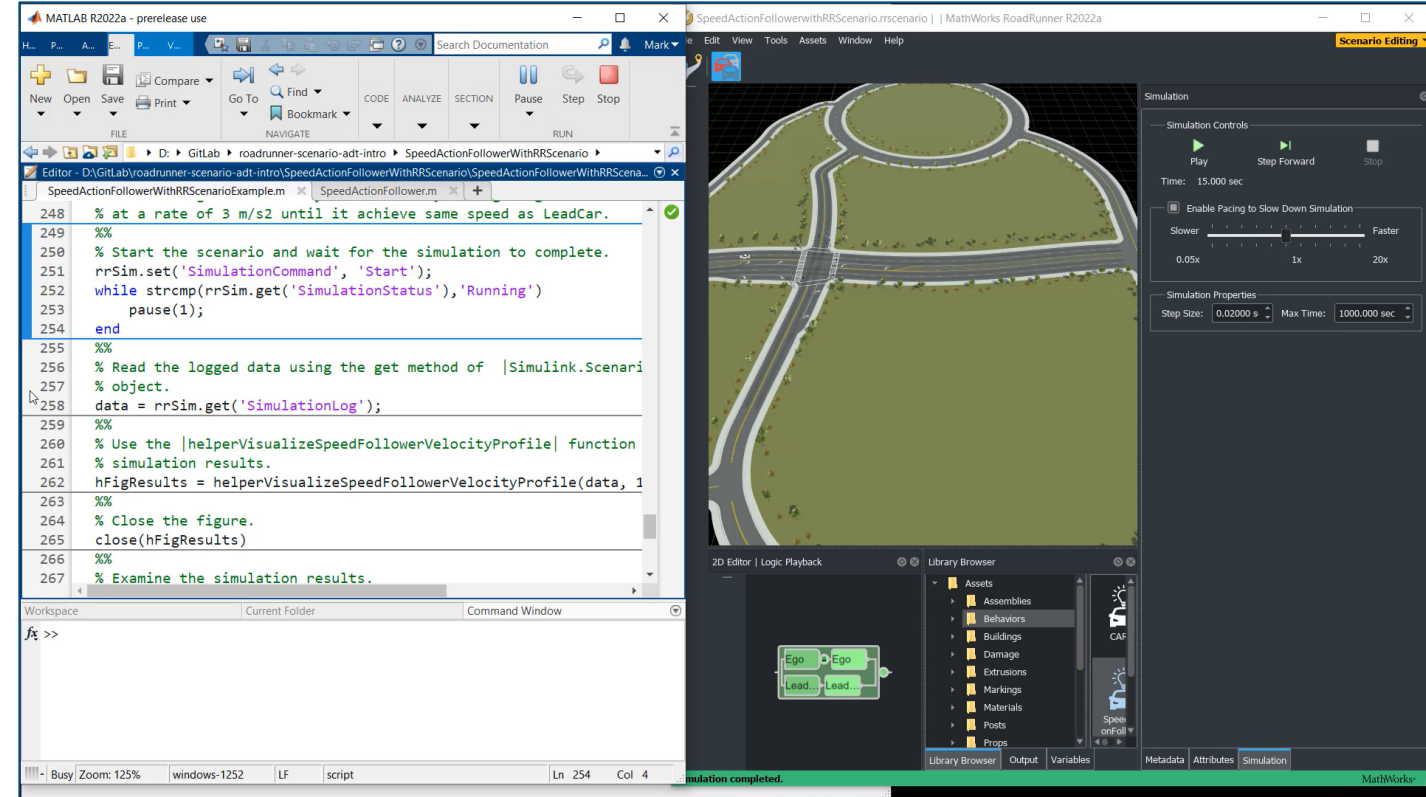 MATLAB R2022a - prerelease use
H... P... A... E... P... V...
Search Documentation
Mark
New Open Save
Compare
Print
FILE
Go To
Find
Bookmark
NAVIGATE
CODE ANALYZE SECTION
Pause Step Stop
RUN
D: GitLab roadrunner-scenario-adt-intro SpeedActionFollowerWithRRScenario
Editor - D:\GitLab\roadrunner-scenario-adt-intro\SpeedActionFollowerWithRRScenario\SpeedActionFollowerWithRRScena...
SpeedActionFollowerWithRRScenarioExample.m SpeedActionFollower.m +
248 % at a rate of 3 m/s2 until it achieve same speed as LeadCar.
249 %%
250 % Start the scenario and wait for the simulation to complete.
251 rrSim.set('SimulationCommand', 'Start');
252 while strcmp(rrSim.get('SimulationStatus'),'Running')
253 pause(1);
254 end
255 %%
256 % Read the logged data using the get method of |Simulink.Scenari
257 % object.
258 data = rrSim.get('SimulationLog');
259 %%
260 % Use the |helperVisualizeSpeedFollowerVelocityProfile| function
261 % simulation results.
262 hFigResults = helperVisualizeSpeedFollowerVelocityProfile(data, 1
263 %%
264 % Close the figure.
265 close(hFigResults)
266 %%
267 % Examine the simulation results.
Workspace Current Folder Command Window
fx >>
Busy Zoom: 125% windows-1252 LF script Ln 254 Col 4
SpeedActionFollowerwithRRScenario.rrscenario | | MathWorks RoadRunner R2022a
Edit View Tools Assets Window Help
Scenario Editing
Simulation
Simulation Controls
Play Step Forward Stop
Time: 15.000 sec
Enable Pacing to Slow Down Simulation
Slower Faster
0.05x 1x 20x
Simulation Properties
Step Size: 0.02000 s Max Time: 1000.000 sec
2D Editor | Logic Playback
Ego Ego
Lead... Lead...
Library Browser
Assets
Assemblies
Behaviors
Buildings
Damage
Extrusions
Markings
Materials
Posts
Props
CAR
Speed
onFoll
Library Browser Output Variables
Metadata Attributes Simulation
mulation completed.
MathWorks